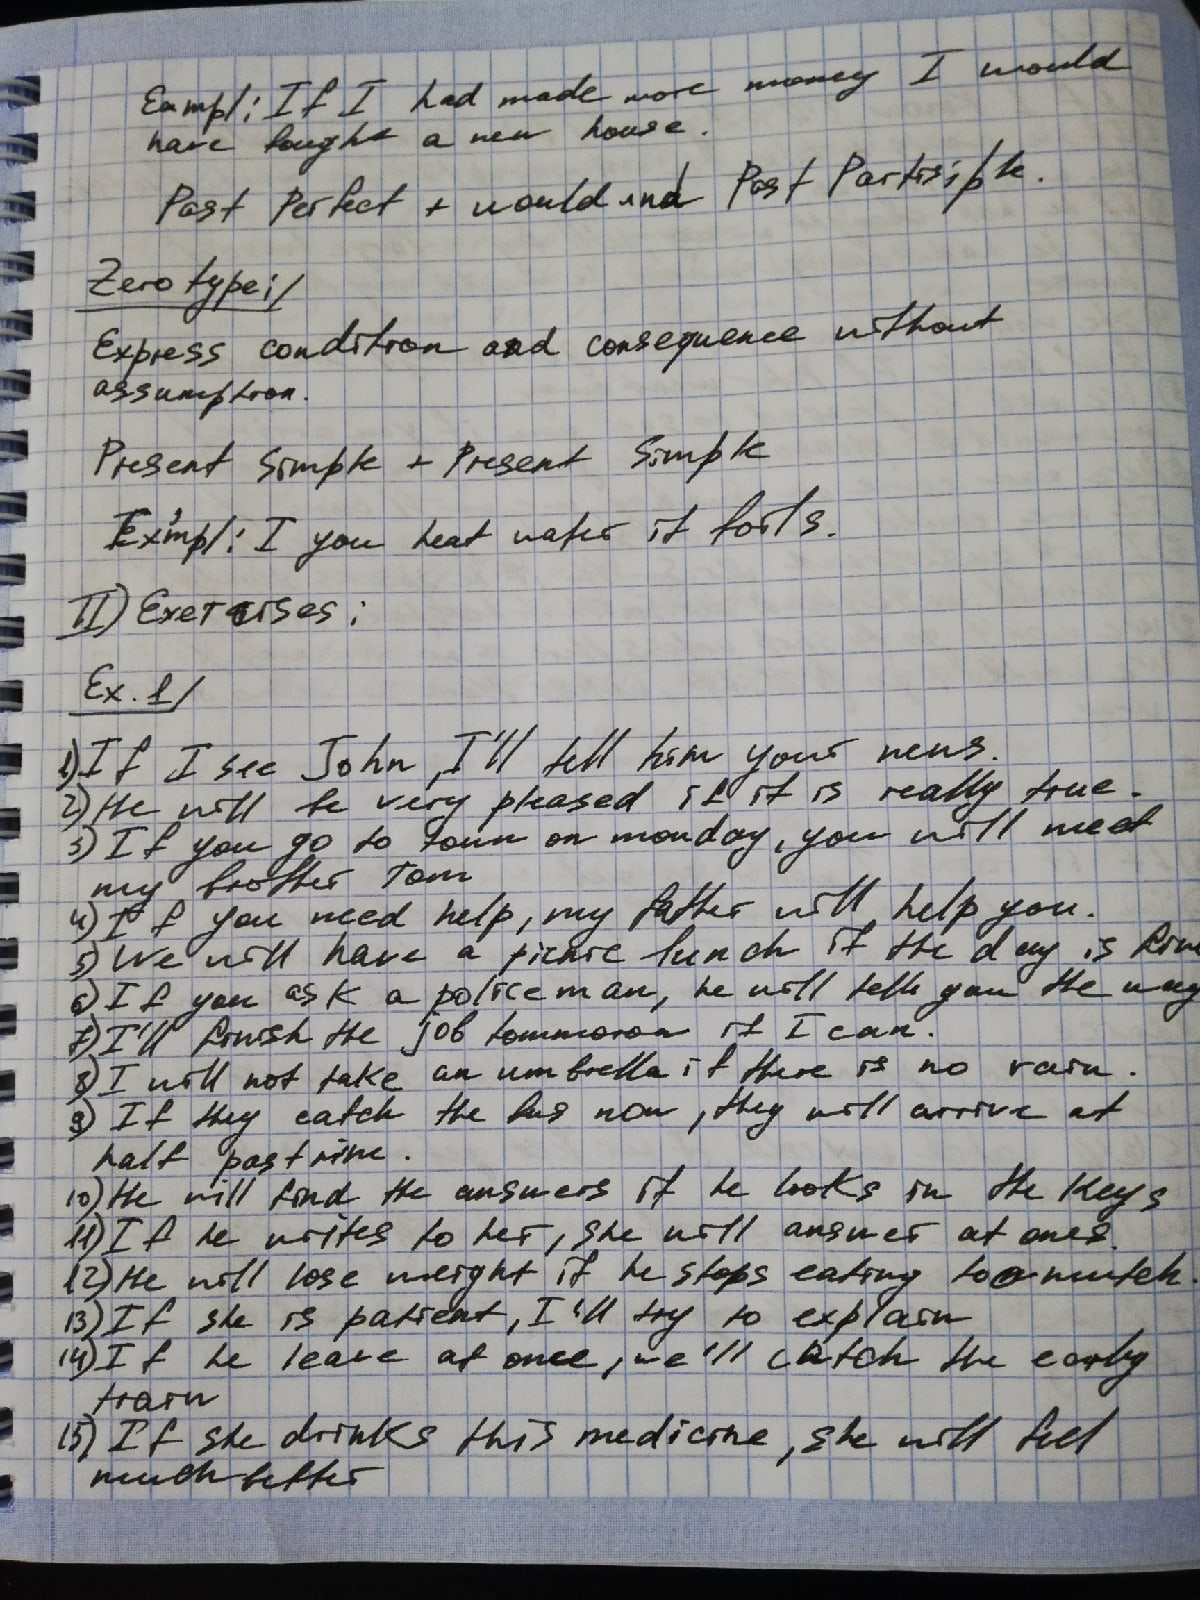 Exmpl: If I had made more money I would
have bought a new house.
Past Perfect + would and Past Partisiple.
Zero type:/
Express condition and consequence without
assumption.
Present Simple + Present Simple
Exmpl: I you heat water it boils.
II) Exercises:
Ex. 1/
1) If I see John, I'll tell him your news.
2) He will be very pleased if it is really true.
3) If you go to town on monday, you will meet
my brother Tom
4) If you need help, my father will help you.
5) We will have a picnic lunch if the day is fine
6) If you ask a policeman, he will tell you the way
7) I'll finish the job tommorow if I can.
8) I will not take an umbrella if there is no rain.
9) If they catch the bus now, they will arrive at
half past nine.
10) He will find the answers if he looks in the keys
11) If he writes to her, she will answer at ones.
12) He will lose weight if he stops eating too mutch.
13) If she is patient, I'll try to explain
14) If he leave at once, we'll catch the early
train
15) If she drinks this medicine, she will feel
much better